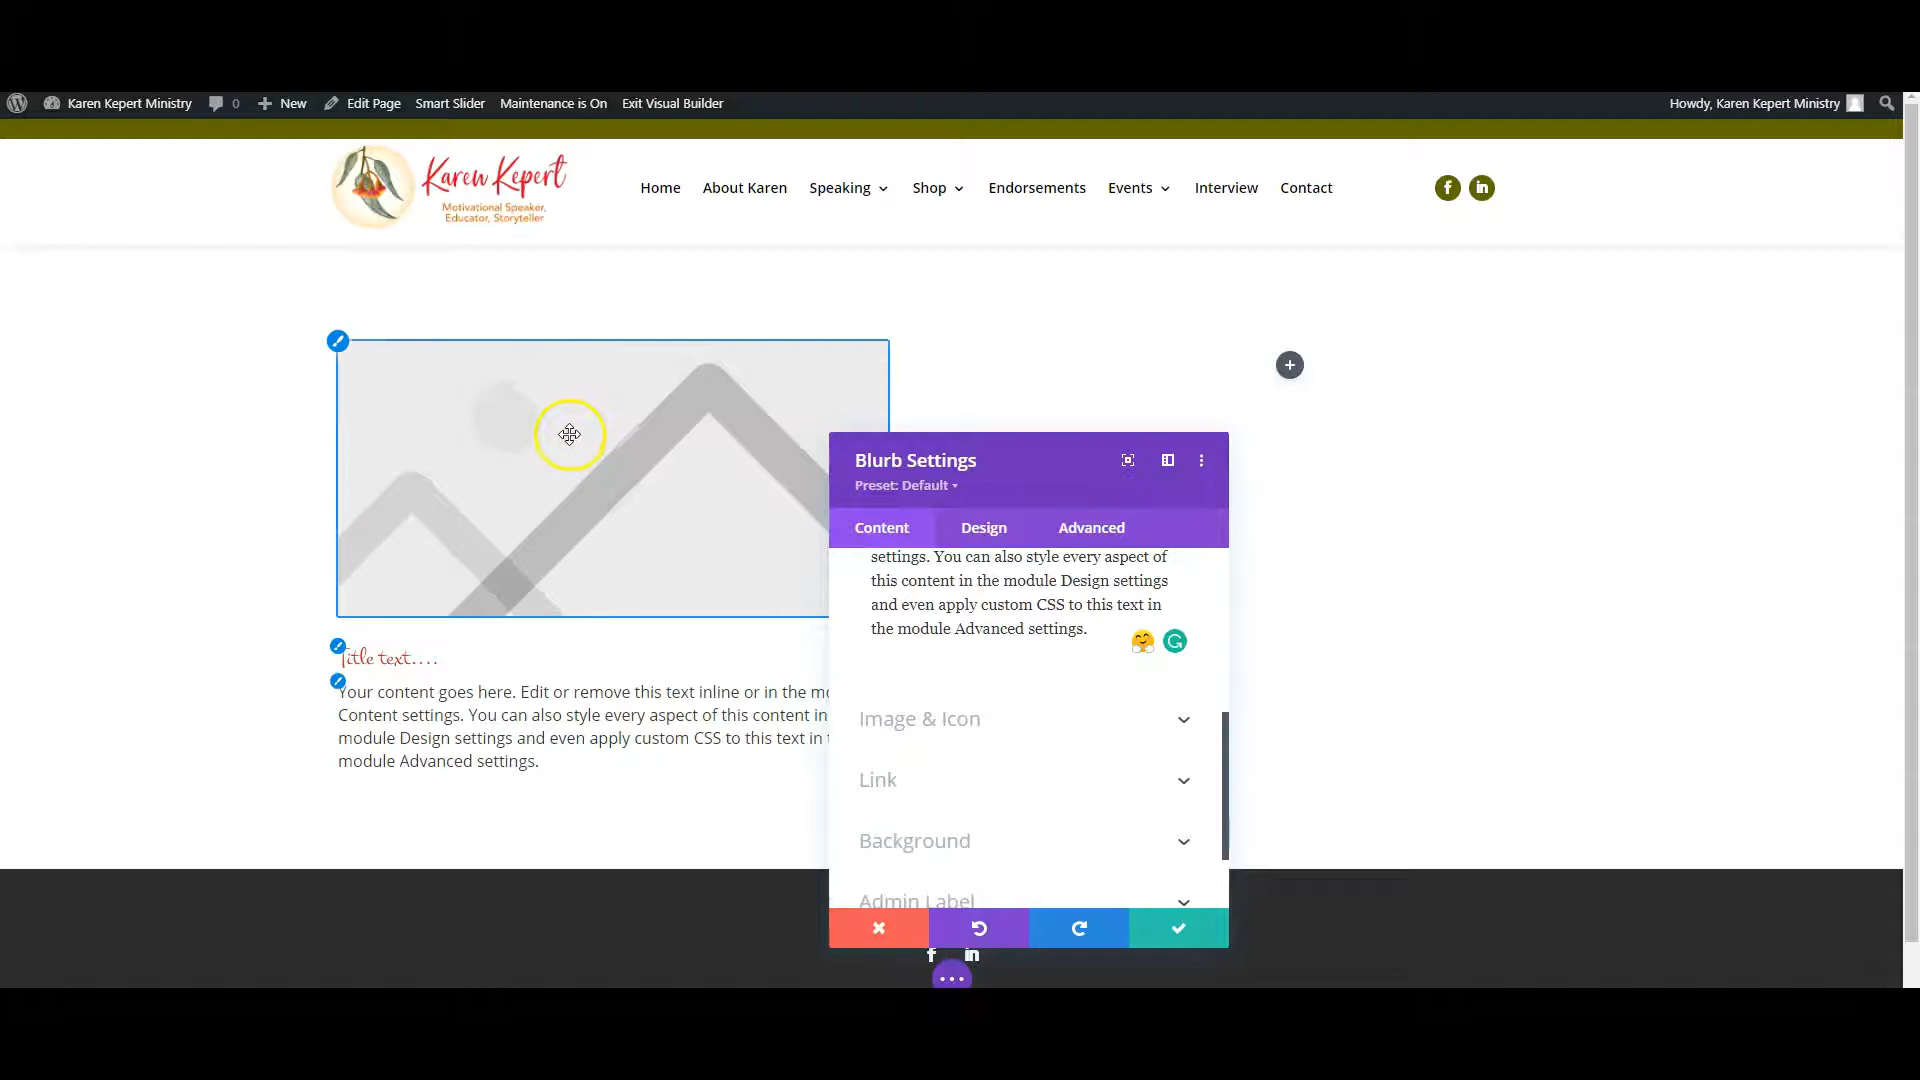 Karen Kepert Ministry 0 New Edit Page Smart Slider Maintenance is On Exit Visual Builder Howdy, Karen Kepert Ministry
Karen Kepert
Motivational Speaker,
Educator, Storyteller
Home About Karen Speaking Shop Endorsements Events Interview Contact
Title text....
Your content goes here. Edit or remove this text inline or in the mo
Content settings. You can also style every aspect of this content in
module Design settings and even apply custom CSS to this text in t
module Advanced settings.
Blurb Settings
Preset: Default
Content Design Advanced
settings. You can also style every aspect of
this content in the module Design settings
and even apply custom CSS to this text in
the module Advanced settings.
Image & Icon
Link
Background
Admin Label